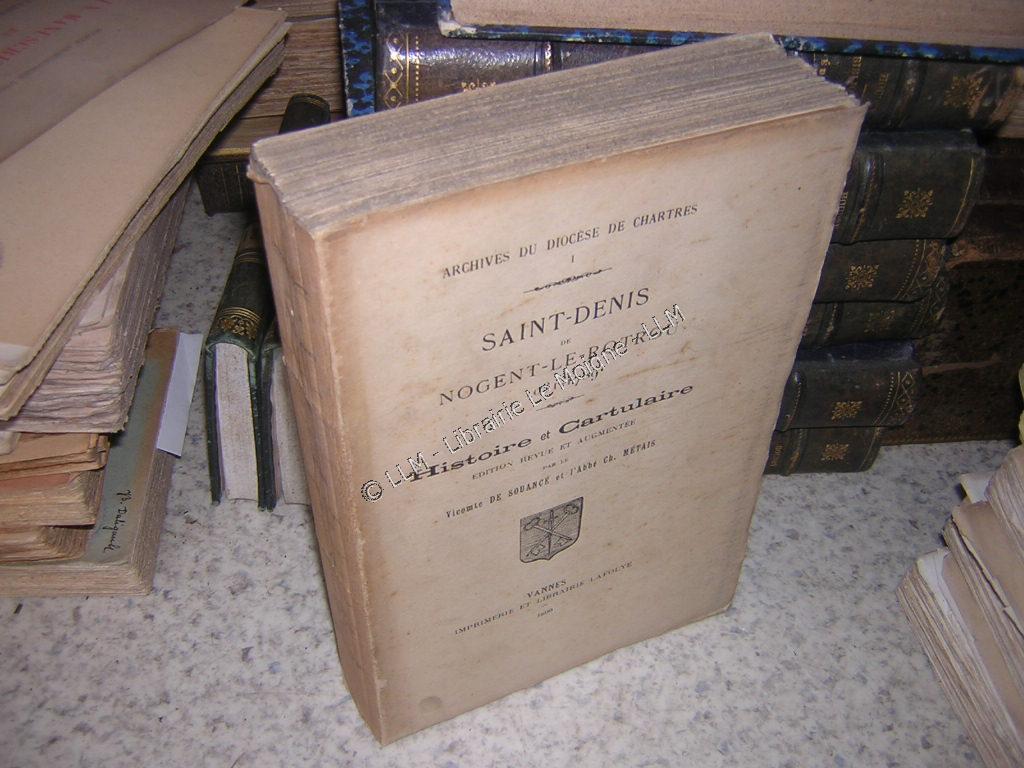 ARCHIVES DU DIOCÈSE DE CHARTRES
I
SAINT-DENIS
DE
NOGENT-LE-ROTROU
Histoire et Cartulaire
EDITION REVUE ET AUGMENTÉE
PAR LE
Vicomte DE SOUANCÉ et l'Abbé Ch. MÉTAIS
VANNES
IMPRIMERIE ET LIBRAIRIE LAFOLYE
© LLM - Librairie Le Moigne - LLM